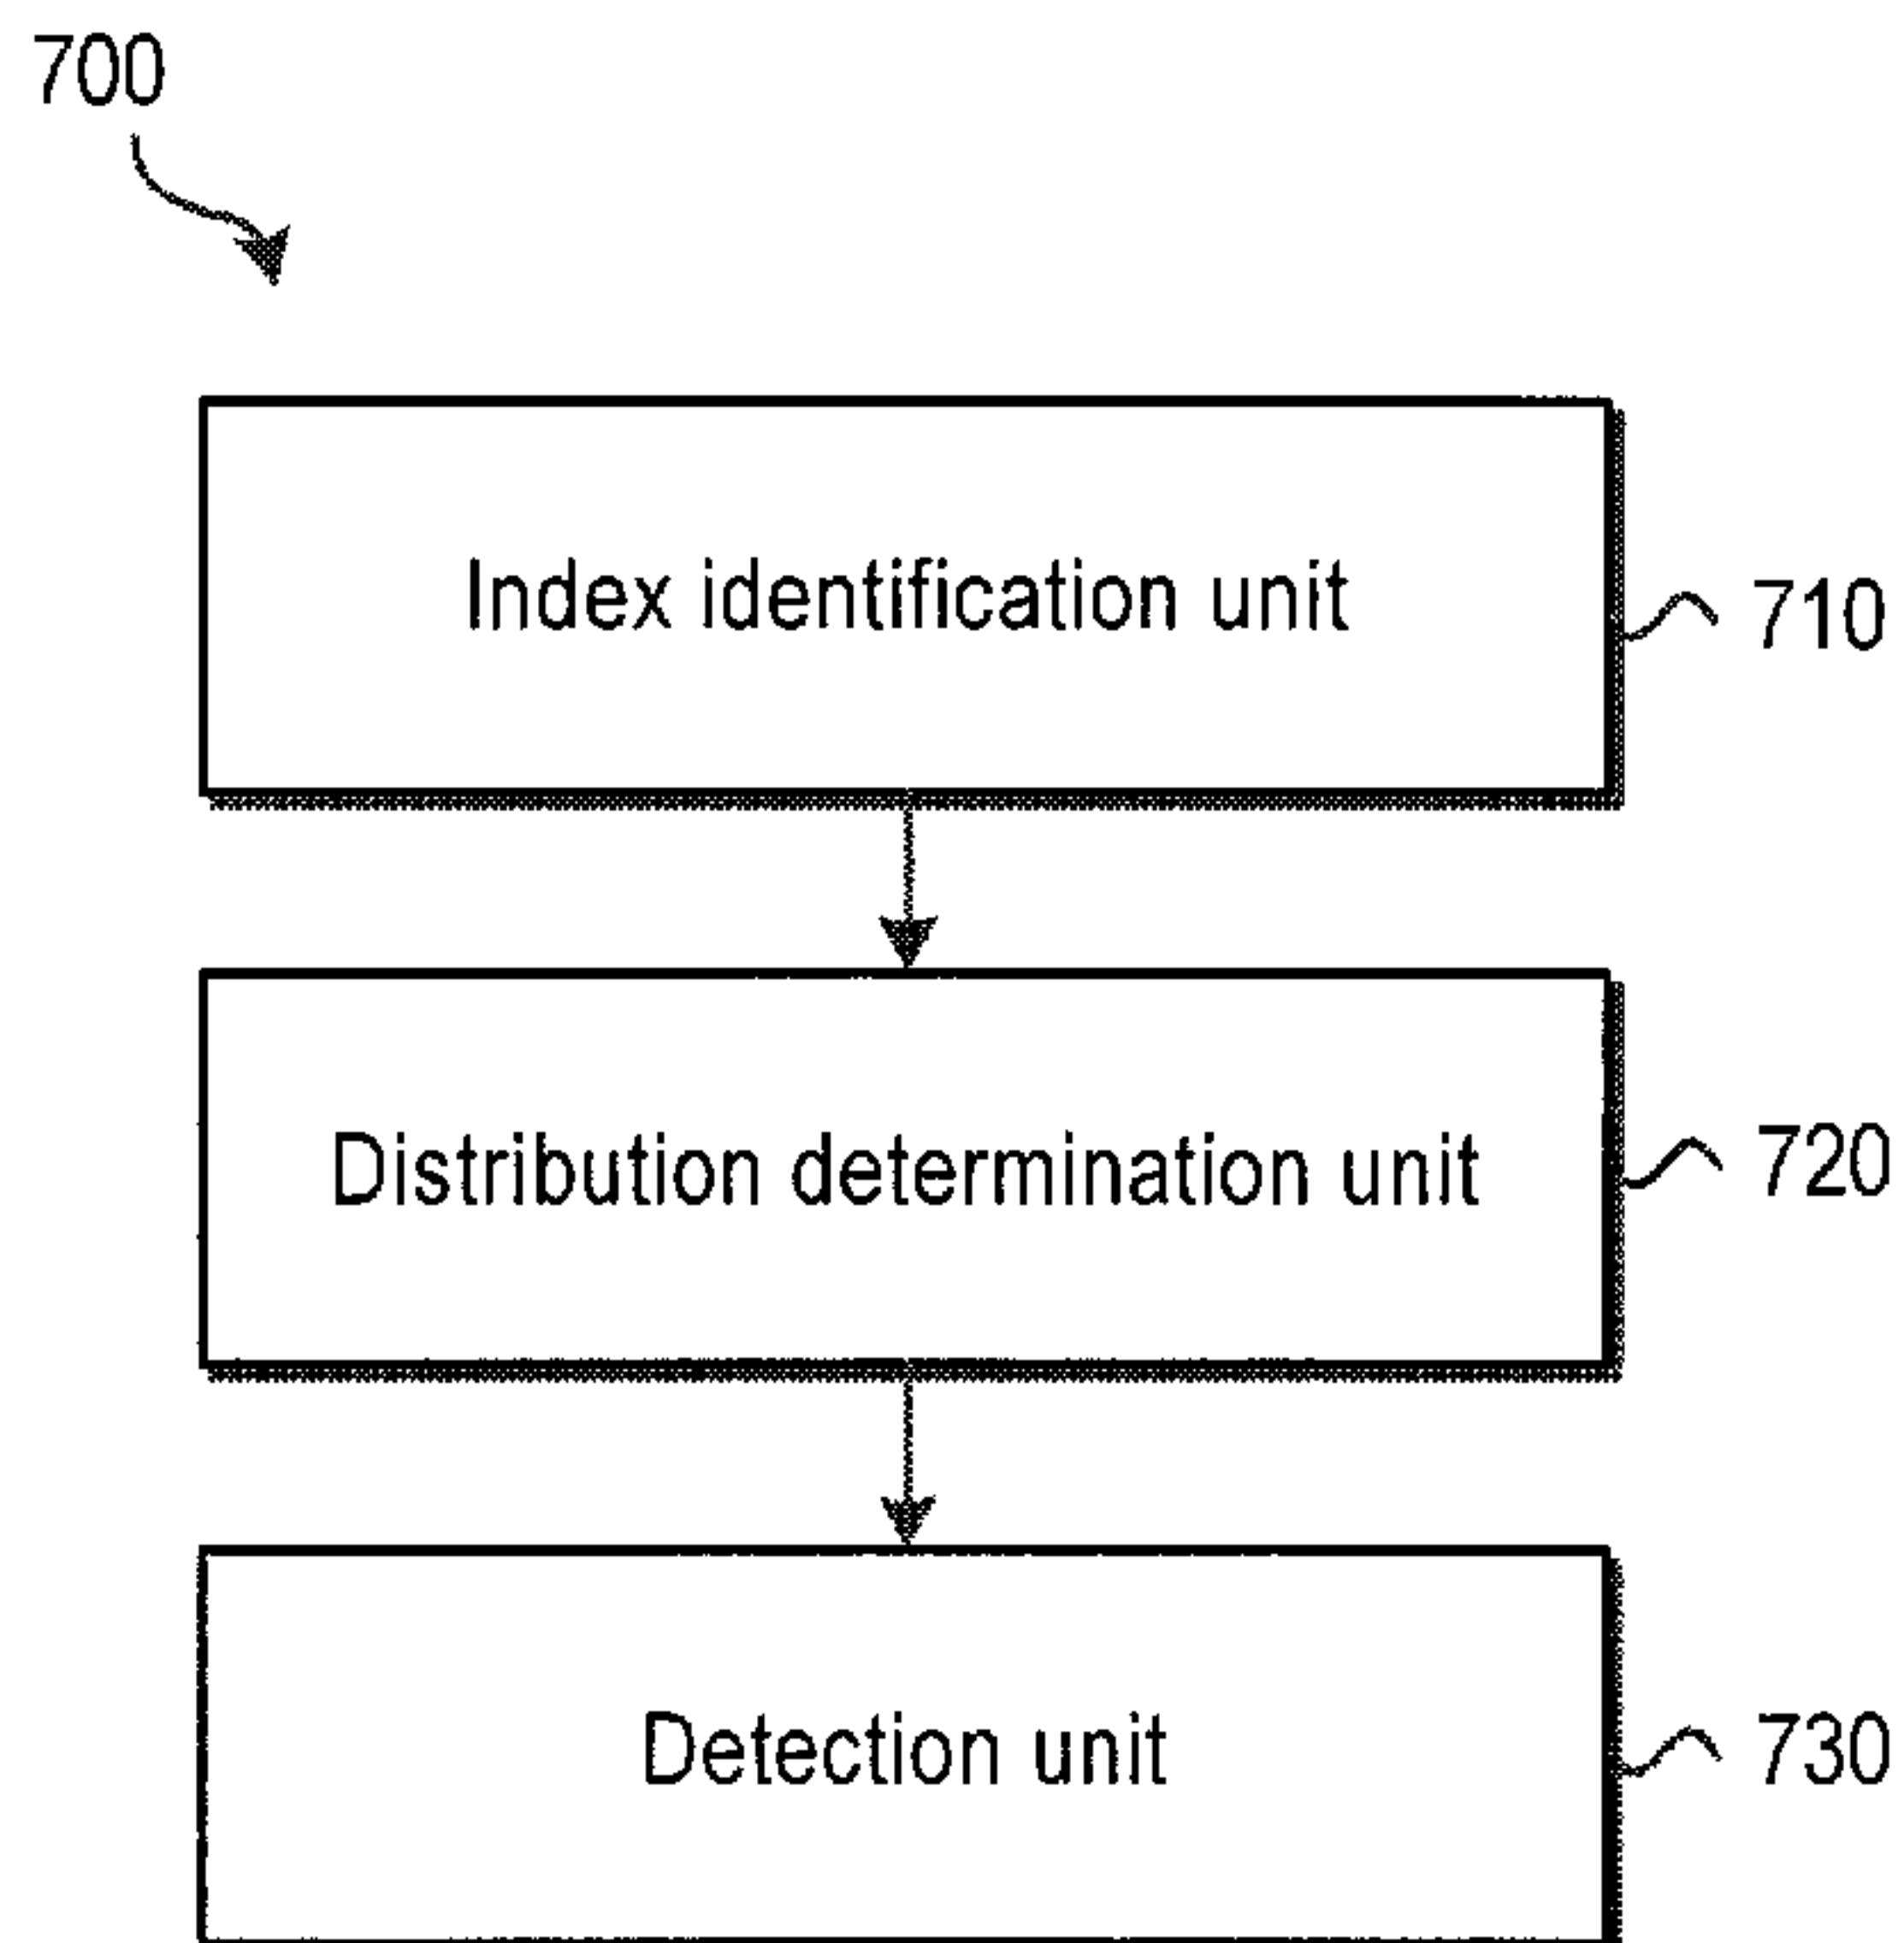 700
Index identification unit
710
Distribution determination unit
720
Detection unit
730